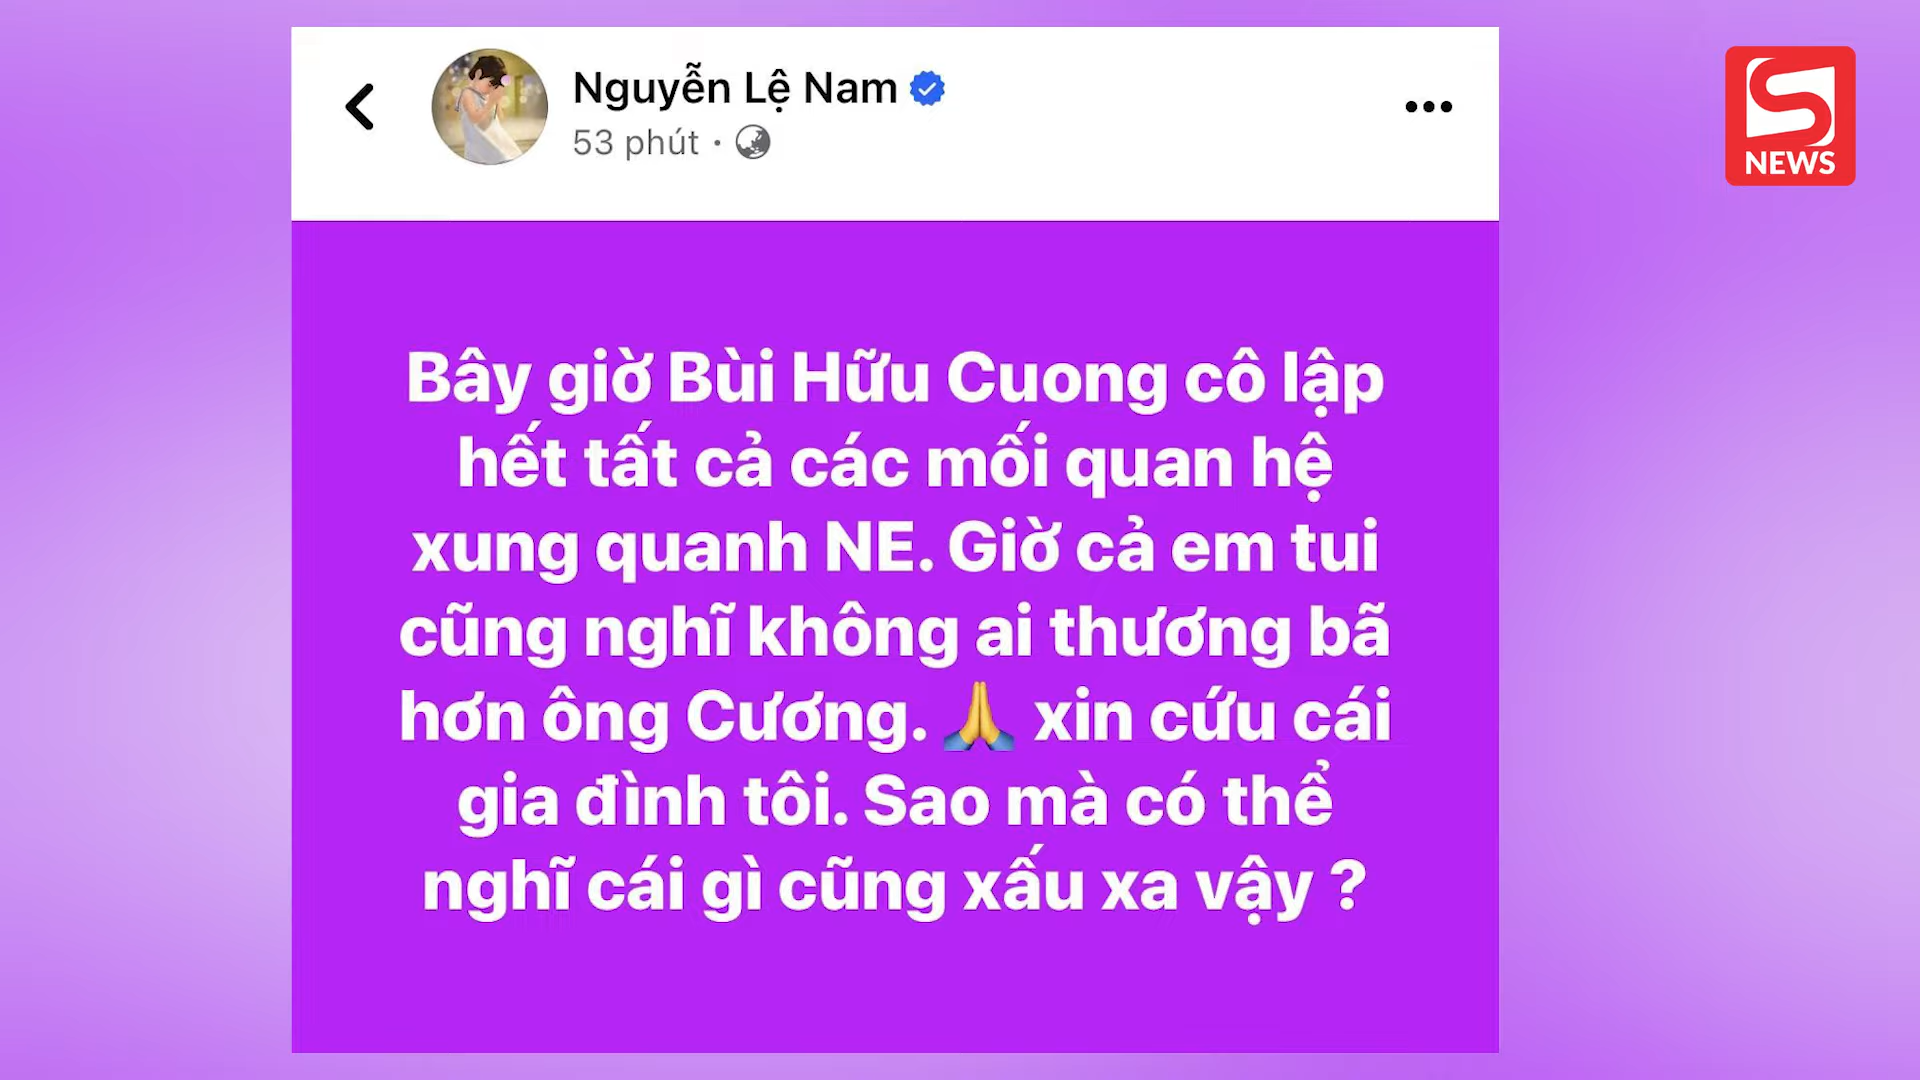 Nguyễn Lệ Nam
53 phút ·
NEWS
Bây giờ Bùi Hữu Cuong cô lập
hết tất cả các mối quan hệ
xung quanh NE. Giờ cả em tui
cũng nghĩ không ai thương bã
hơn ông Cương. 🙏 xin cứu cái
gia đình tôi. Sao mà có thể
nghĩ cái gì cũng xấu xa vậy ?